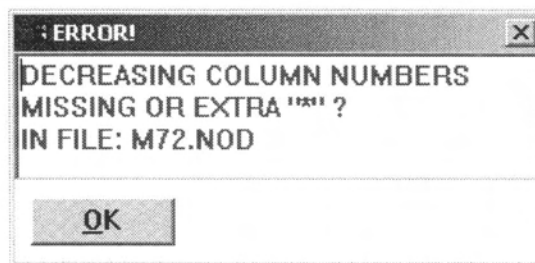 ERROR!
DECREASING COLUMN NUMBERS
MISSING OR EXTRA "*" ?
IN FILE: M72.NOD
OK